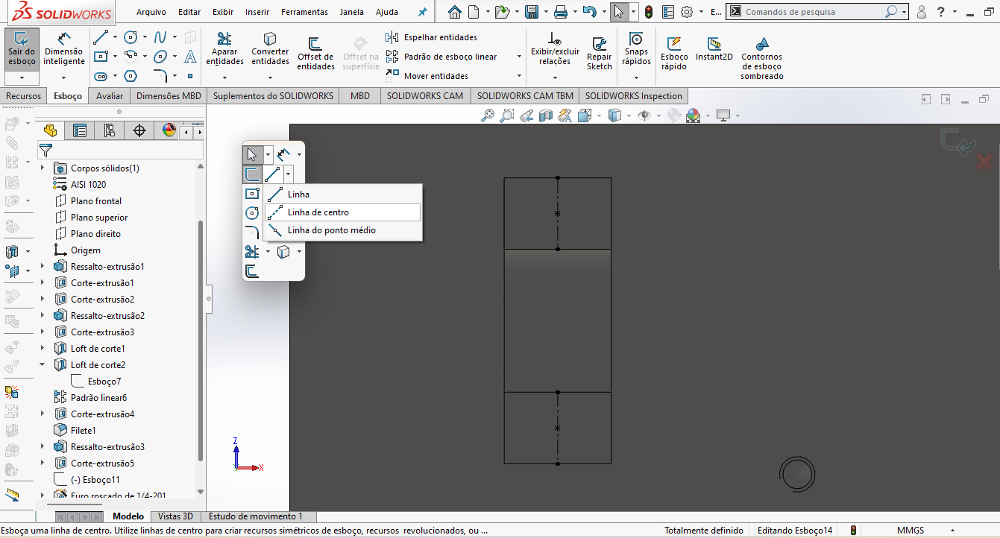 SOLIDWORKS
Arquivo Editar Exibir Inserir Ferramentas Janela Ajuda
E...
Comandos de pesquisa
?
Sair do esboço
Dimensão inteligente
Aparar entidades
Converter entidades
Offset de entidades
Offset na superfície
Espelhar entidades
Padrão de esboço linear
Mover entidades
Exibir/excluir relações
Repair Sketch
Snaps rápidos
Esboço rápido
Instant2D
Contornos de esboço sombreado
Recursos Esboço Avaliar Dimensões MBD Suplementos do SOLIDWORKS MBD SOLIDWORKS CAM SOLIDWORKS CAM TBM SOLIDWORKS Inspection
Corpos sólidos(1)
AISI 1020
Plano frontal
Plano superior
Plano direito
Origem
Ressalto-extrusão1
Corte-extrusão1
Corte-extrusão2
Ressalto-extrusão2
Corte-extrusão3
Loft de corte1
Loft de corte2
Esboço7
Padrão linear6
Corte-extrusão4
Filete1
Ressalto-extrusão3
Corte-extrusão5
(-) Esboço11
Furo roscado de 1/4-201
Linha
Linha de centro
Linha do ponto médio
Z
X
Modelo Vistas 3D Estudo de movimento 1
Esboça uma linha de centro. Utilize linhas de centro para criar recursos simétricos de esboço, recursos revolucionados, ou ...
Totalmente definido Editando Esboço14 MMGS